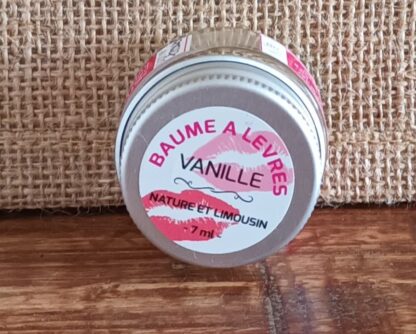 BAUME A LEVRES
VANILLE
NATURE ET LIMOUSIN
- 7 ml -